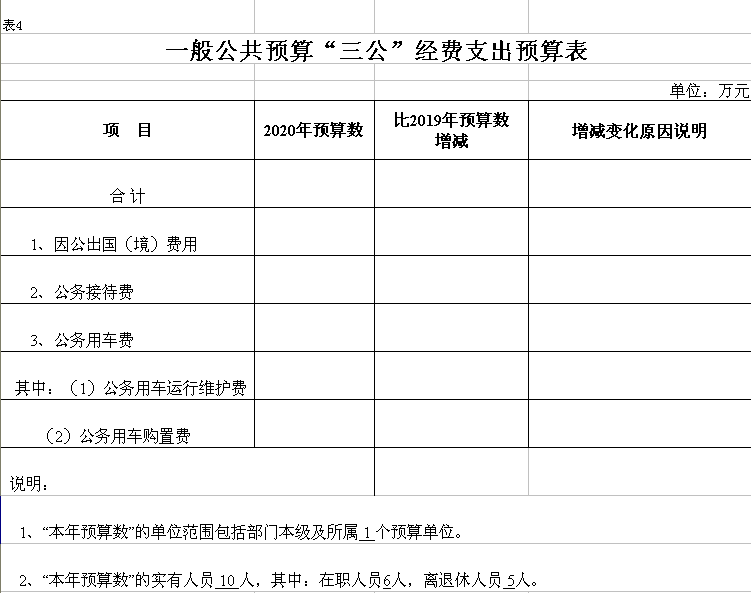 表4
一般公共预算“三公”经费支出预算表
单位：万元
项　目 2020年预算数 比2019年预算数 增减变化原因说明
增减
合 计
1、因公出国（境）费用
2、公务接待费
3、公务用车费
其中：（1）公务用车运行维护费
（2）公务用车购置费
说明：
1、“本年预算数”的单位范围包括部门本级及所属 1 个预算单位。
2、“本年预算数”的实有人员 10 人，其中：在职人员6人，离退休人员 5人。